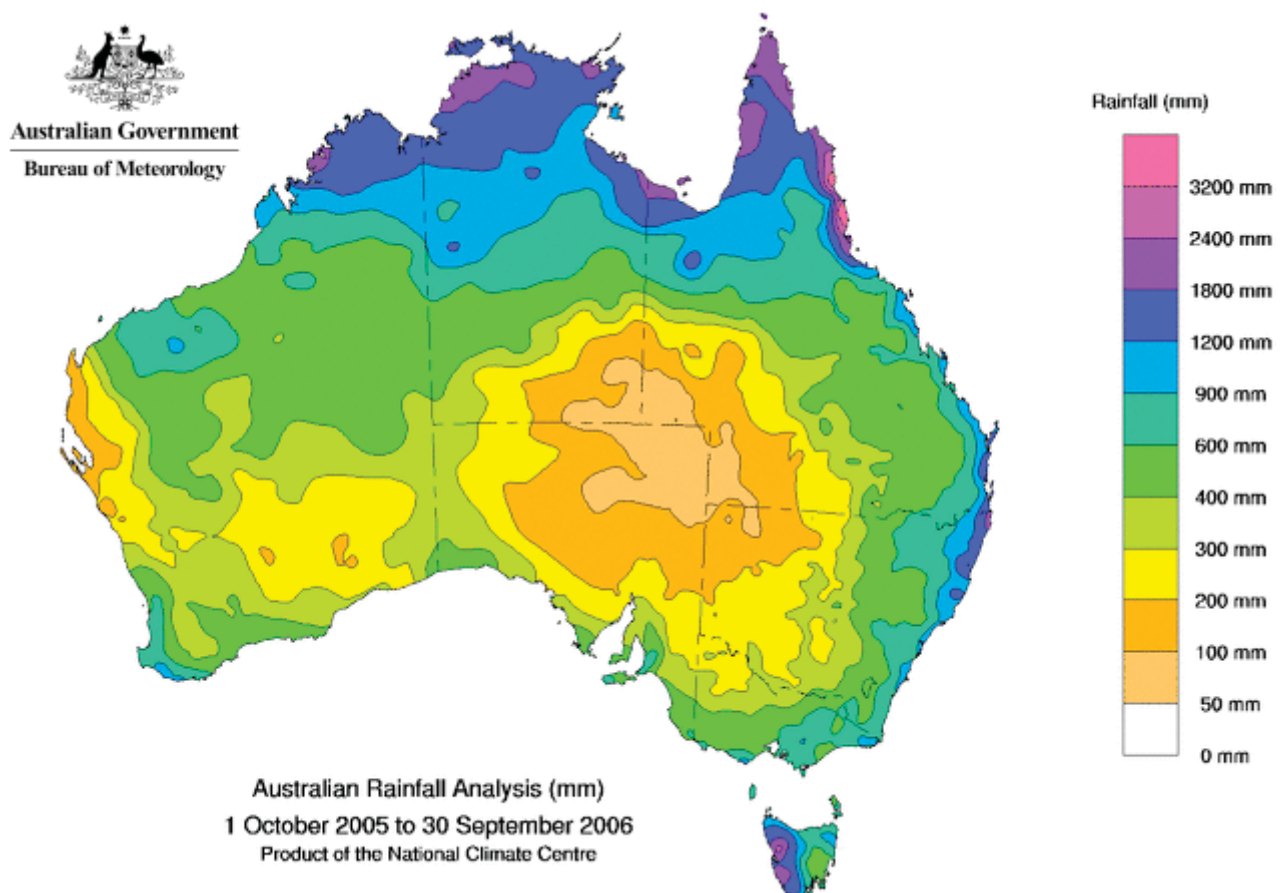 Australian Government
Bureau of Meteorology
Rainfall (mm)
3200 mm
2400 mm
1800 mm
1200 mm
900 mm
600 mm
400 mm
300 mm
200 mm
100 mm
50 mm
0 mm
Australian Rainfall Analysis (mm)
1 October 2005 to 30 September 2006
Product of the National Climate Centre